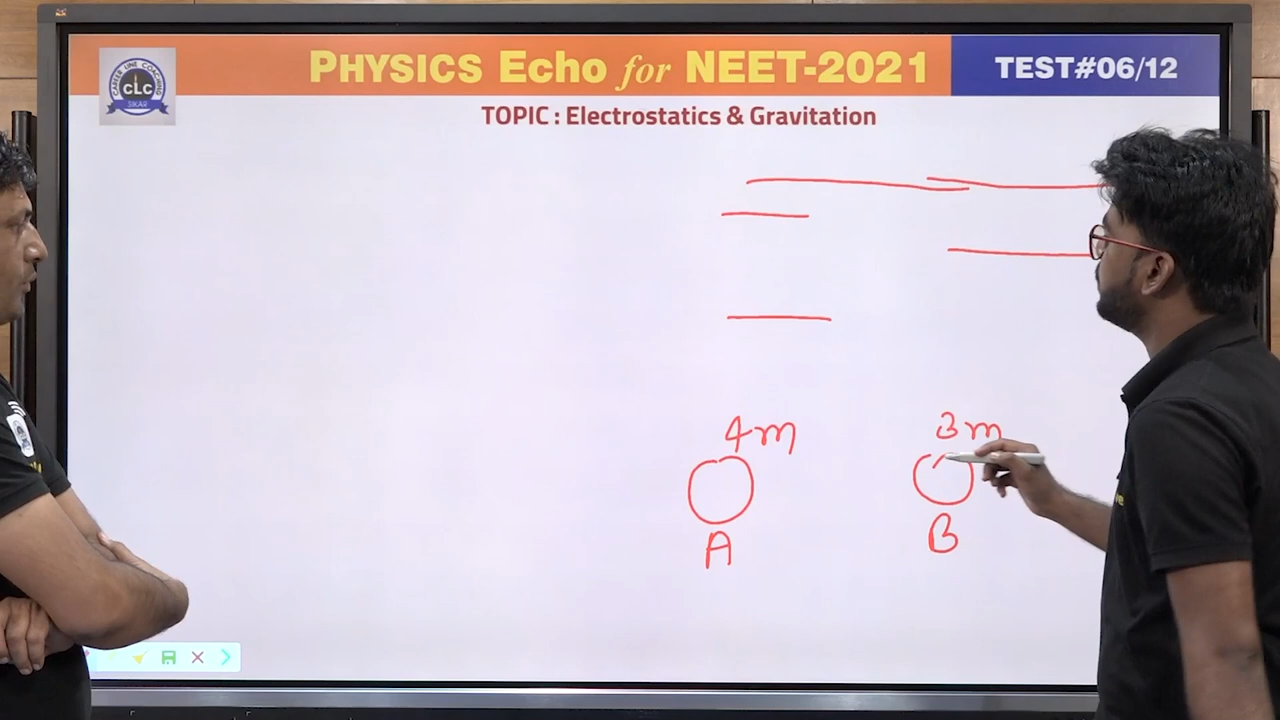 PHYSICS Echo for NEET-2021
TEST#06/12
CAREER LINE COACHING
CLC
SIKAR
TOPIC : Electrostatics & Gravitation
4m
3m
A
B